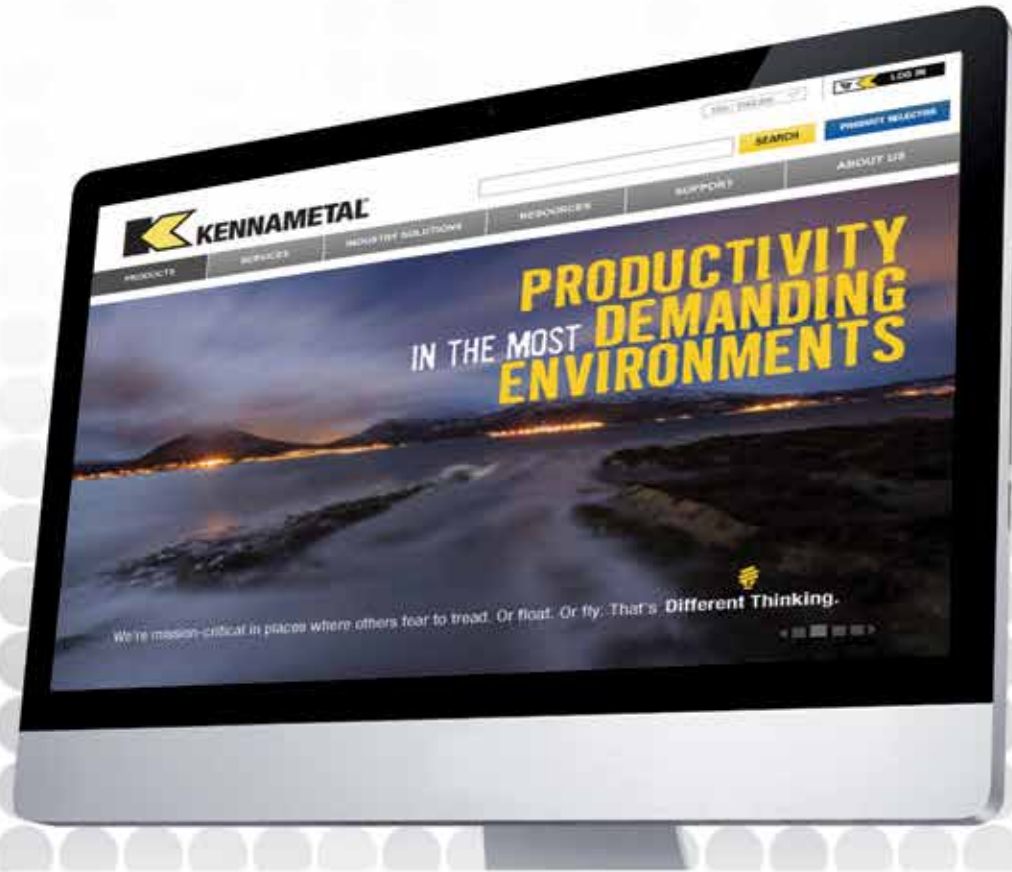 LOG IN
SEARCH
PRODUCT SELECTOR
KENNAMETAL
PRODUCTS SERVICES INDUSTRY SOLUTIONS RESOURCES SUPPORT ABOUT US
PRODUCTIVITY
IN THE MOST DEMANDING
ENVIRONMENTS
We're mission-critical in places where others fear to tread. Or float. Or fly. That's Different Thinking.